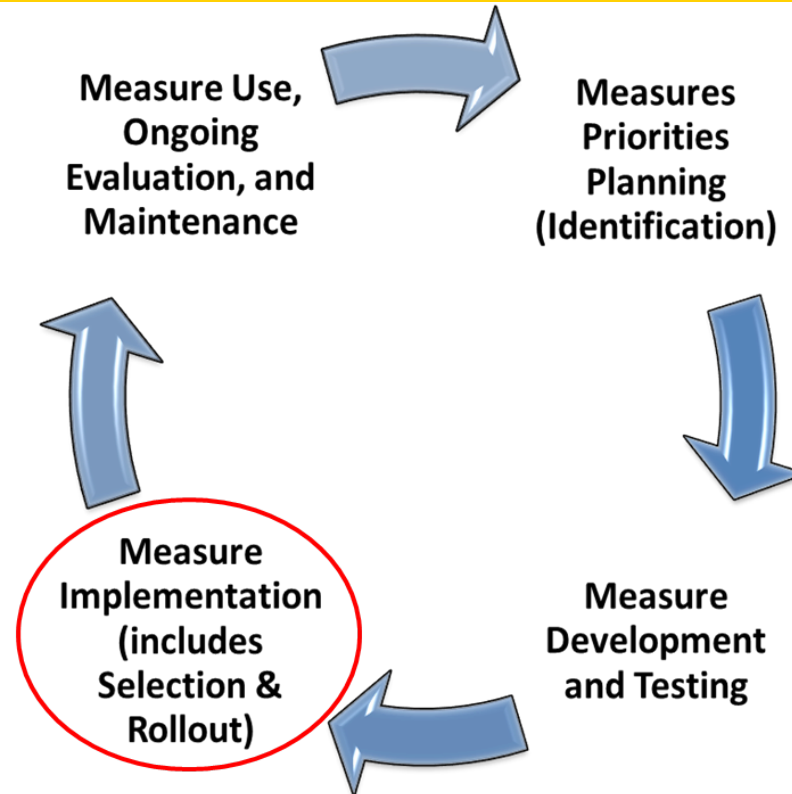 Measure Use,
Ongoing
Evaluation, and
Maintenance
Measures
Priorities
Planning
(Identification)
Measure
Development
and Testing
Measure
Implementation
(includes
Selection &
Rollout)